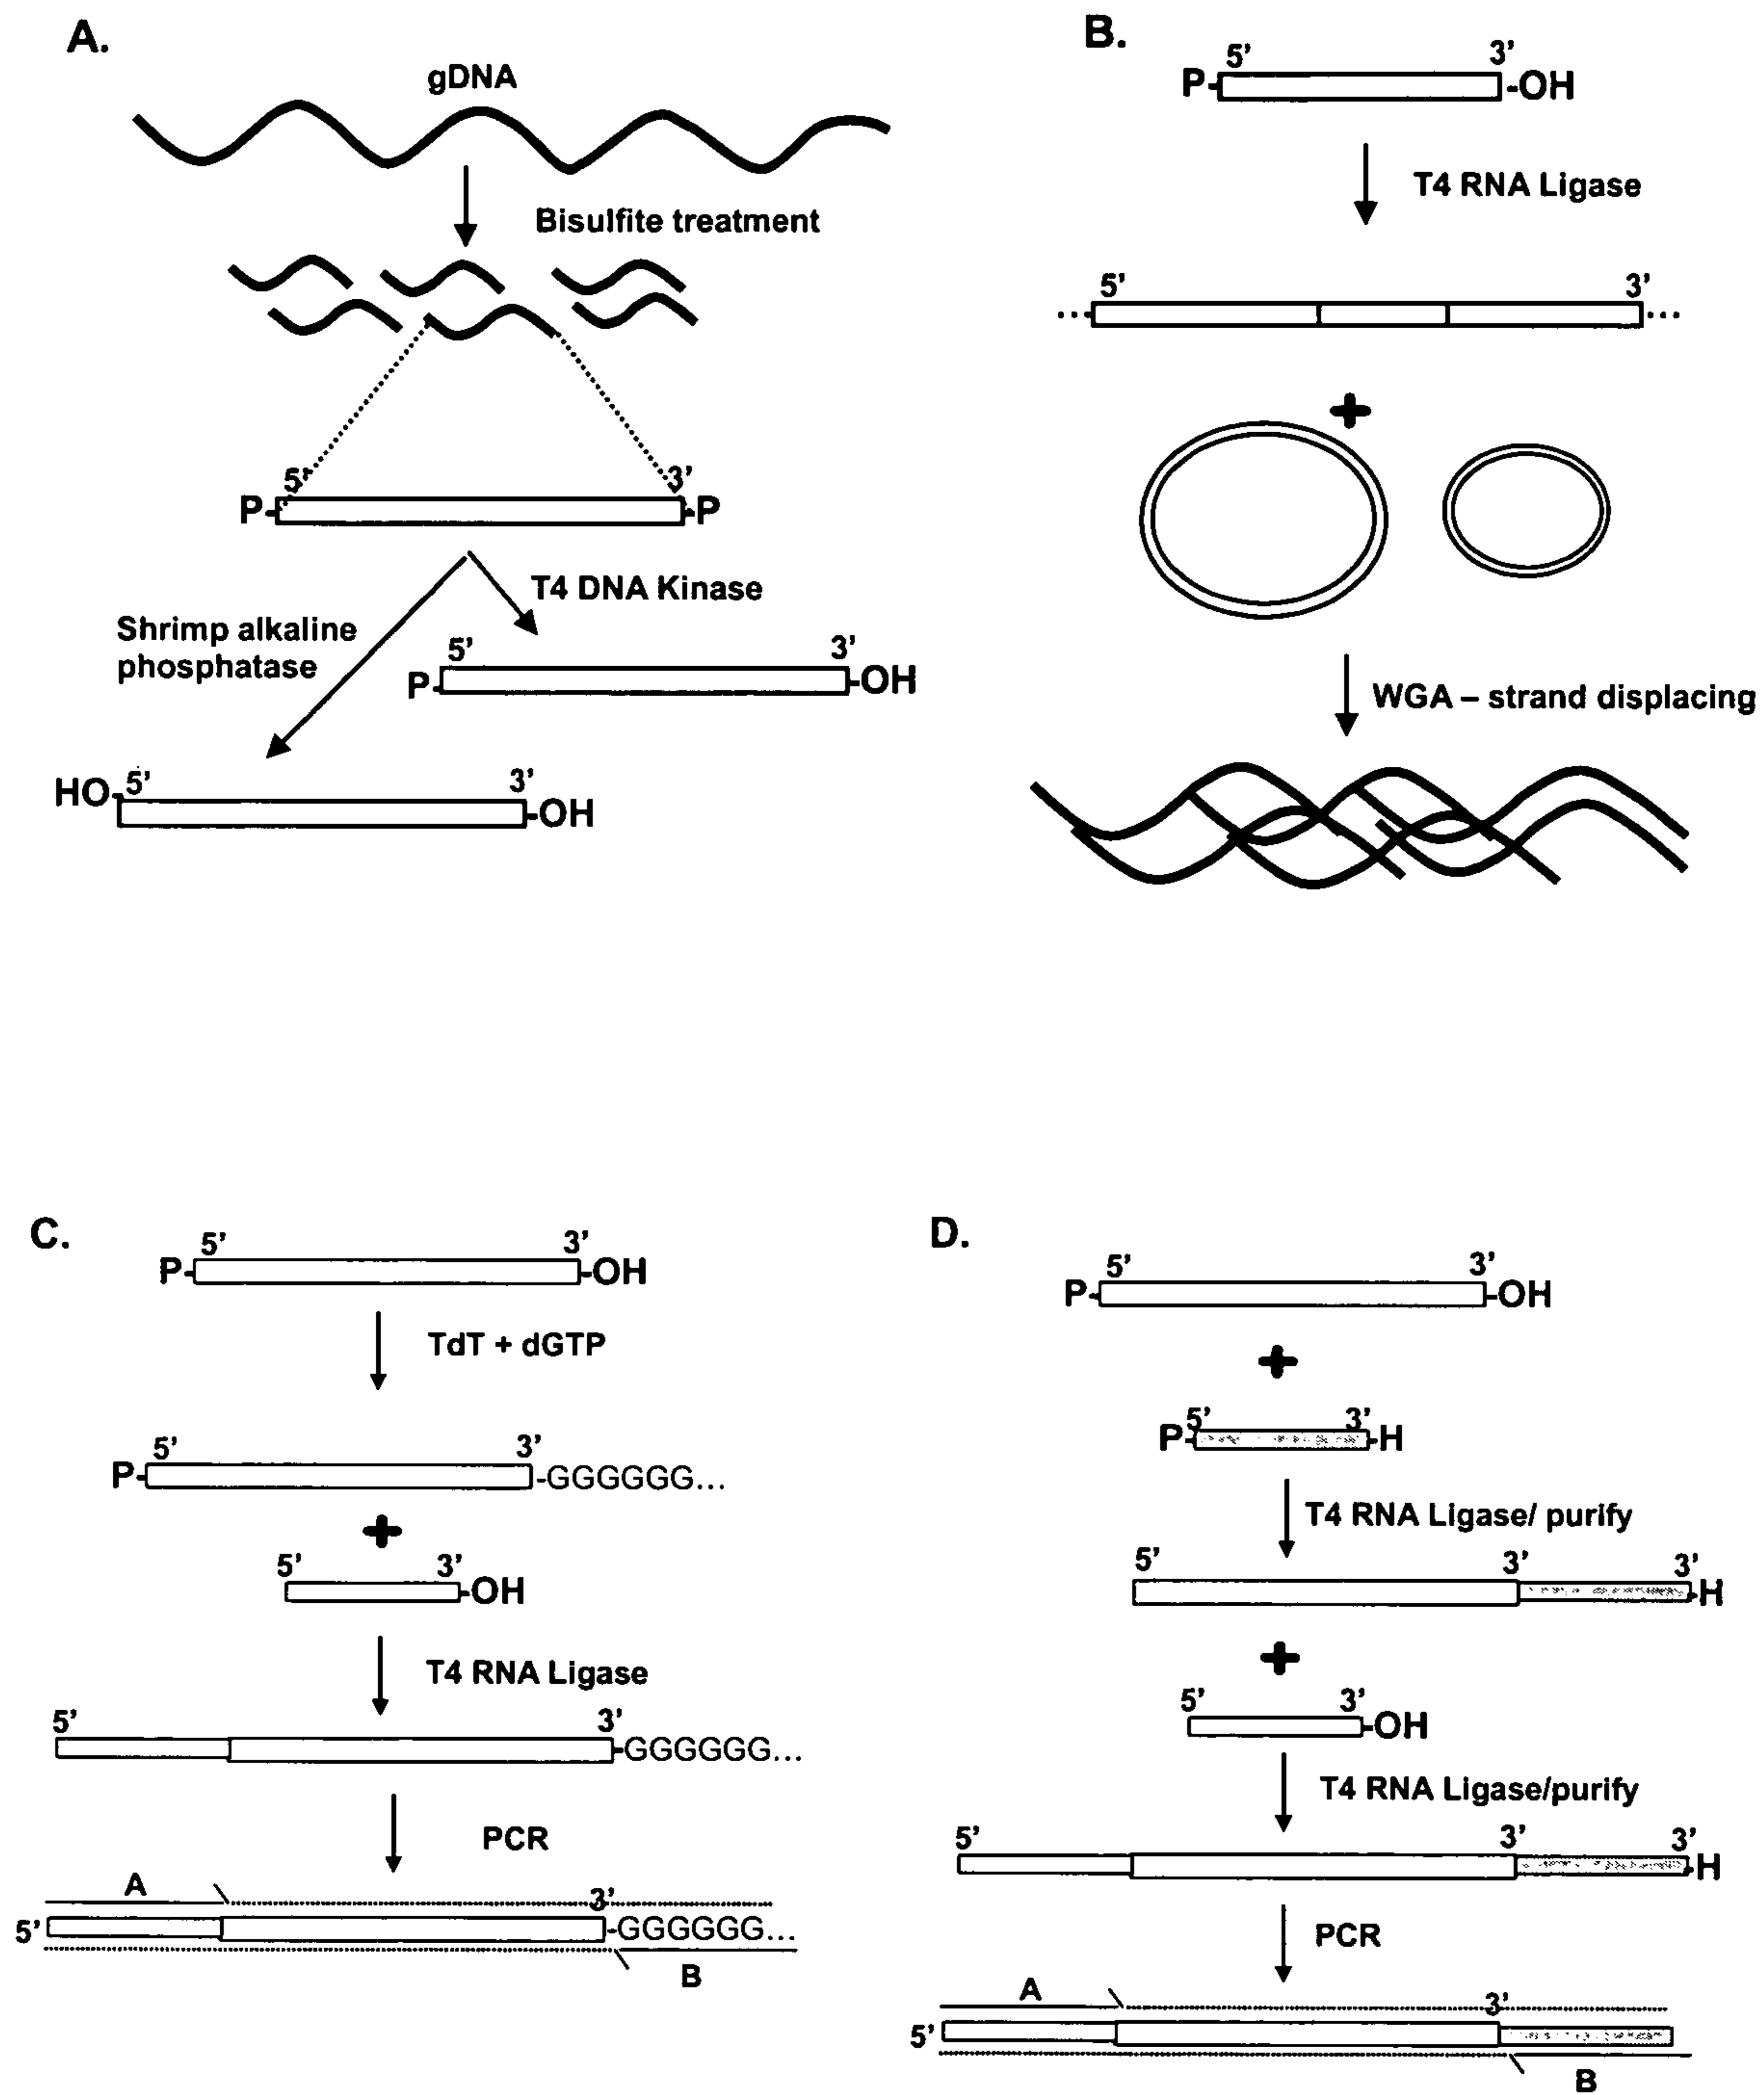 A.
gDNA
Bisulfite treatment
5' 3'
P- -P
T4 DNA Kinase
Shrimp alkaline
phosphatase
5' 3'
P- -OH
HO- 5' 3'
-OH
B.
5' 3'
P- -OH
T4 RNA Ligase
5' 3'
... ...
+
WGA – strand displacing
C.
5' 3'
P- -OH
TdT + dGTP
5' 3'
P- -GGGGGG...
+
5' 3'
-OH
T4 RNA Ligase
5' 3'
-GGGGGG...
PCR
A
3'
5' -GGGGGG...
B
D.
5' 3'
P- -OH
+
5' 3'
P- -H
T4 RNA Ligase/ purify
5' 3' 3'
-H
+
5' 3'
-OH
T4 RNA Ligase/purify
5' 3' 3'
-H
PCR
A
3'
5'
B